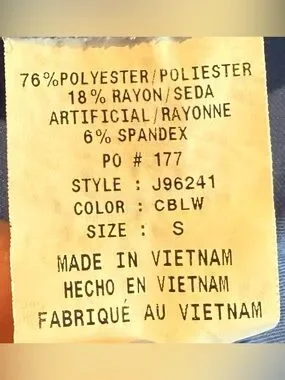 76%POLYESTER/POLIESTER
18% RAYON/SEDA
ARTIFICIAL/RAYONNE
6% SPANDEX
PO # 177
STYLE : J96241
COLOR : CBLW
SIZE : S
MADE IN VIETNAM
HECHO EN VIETNAM
FABRIQUÉ AU VIETNAM